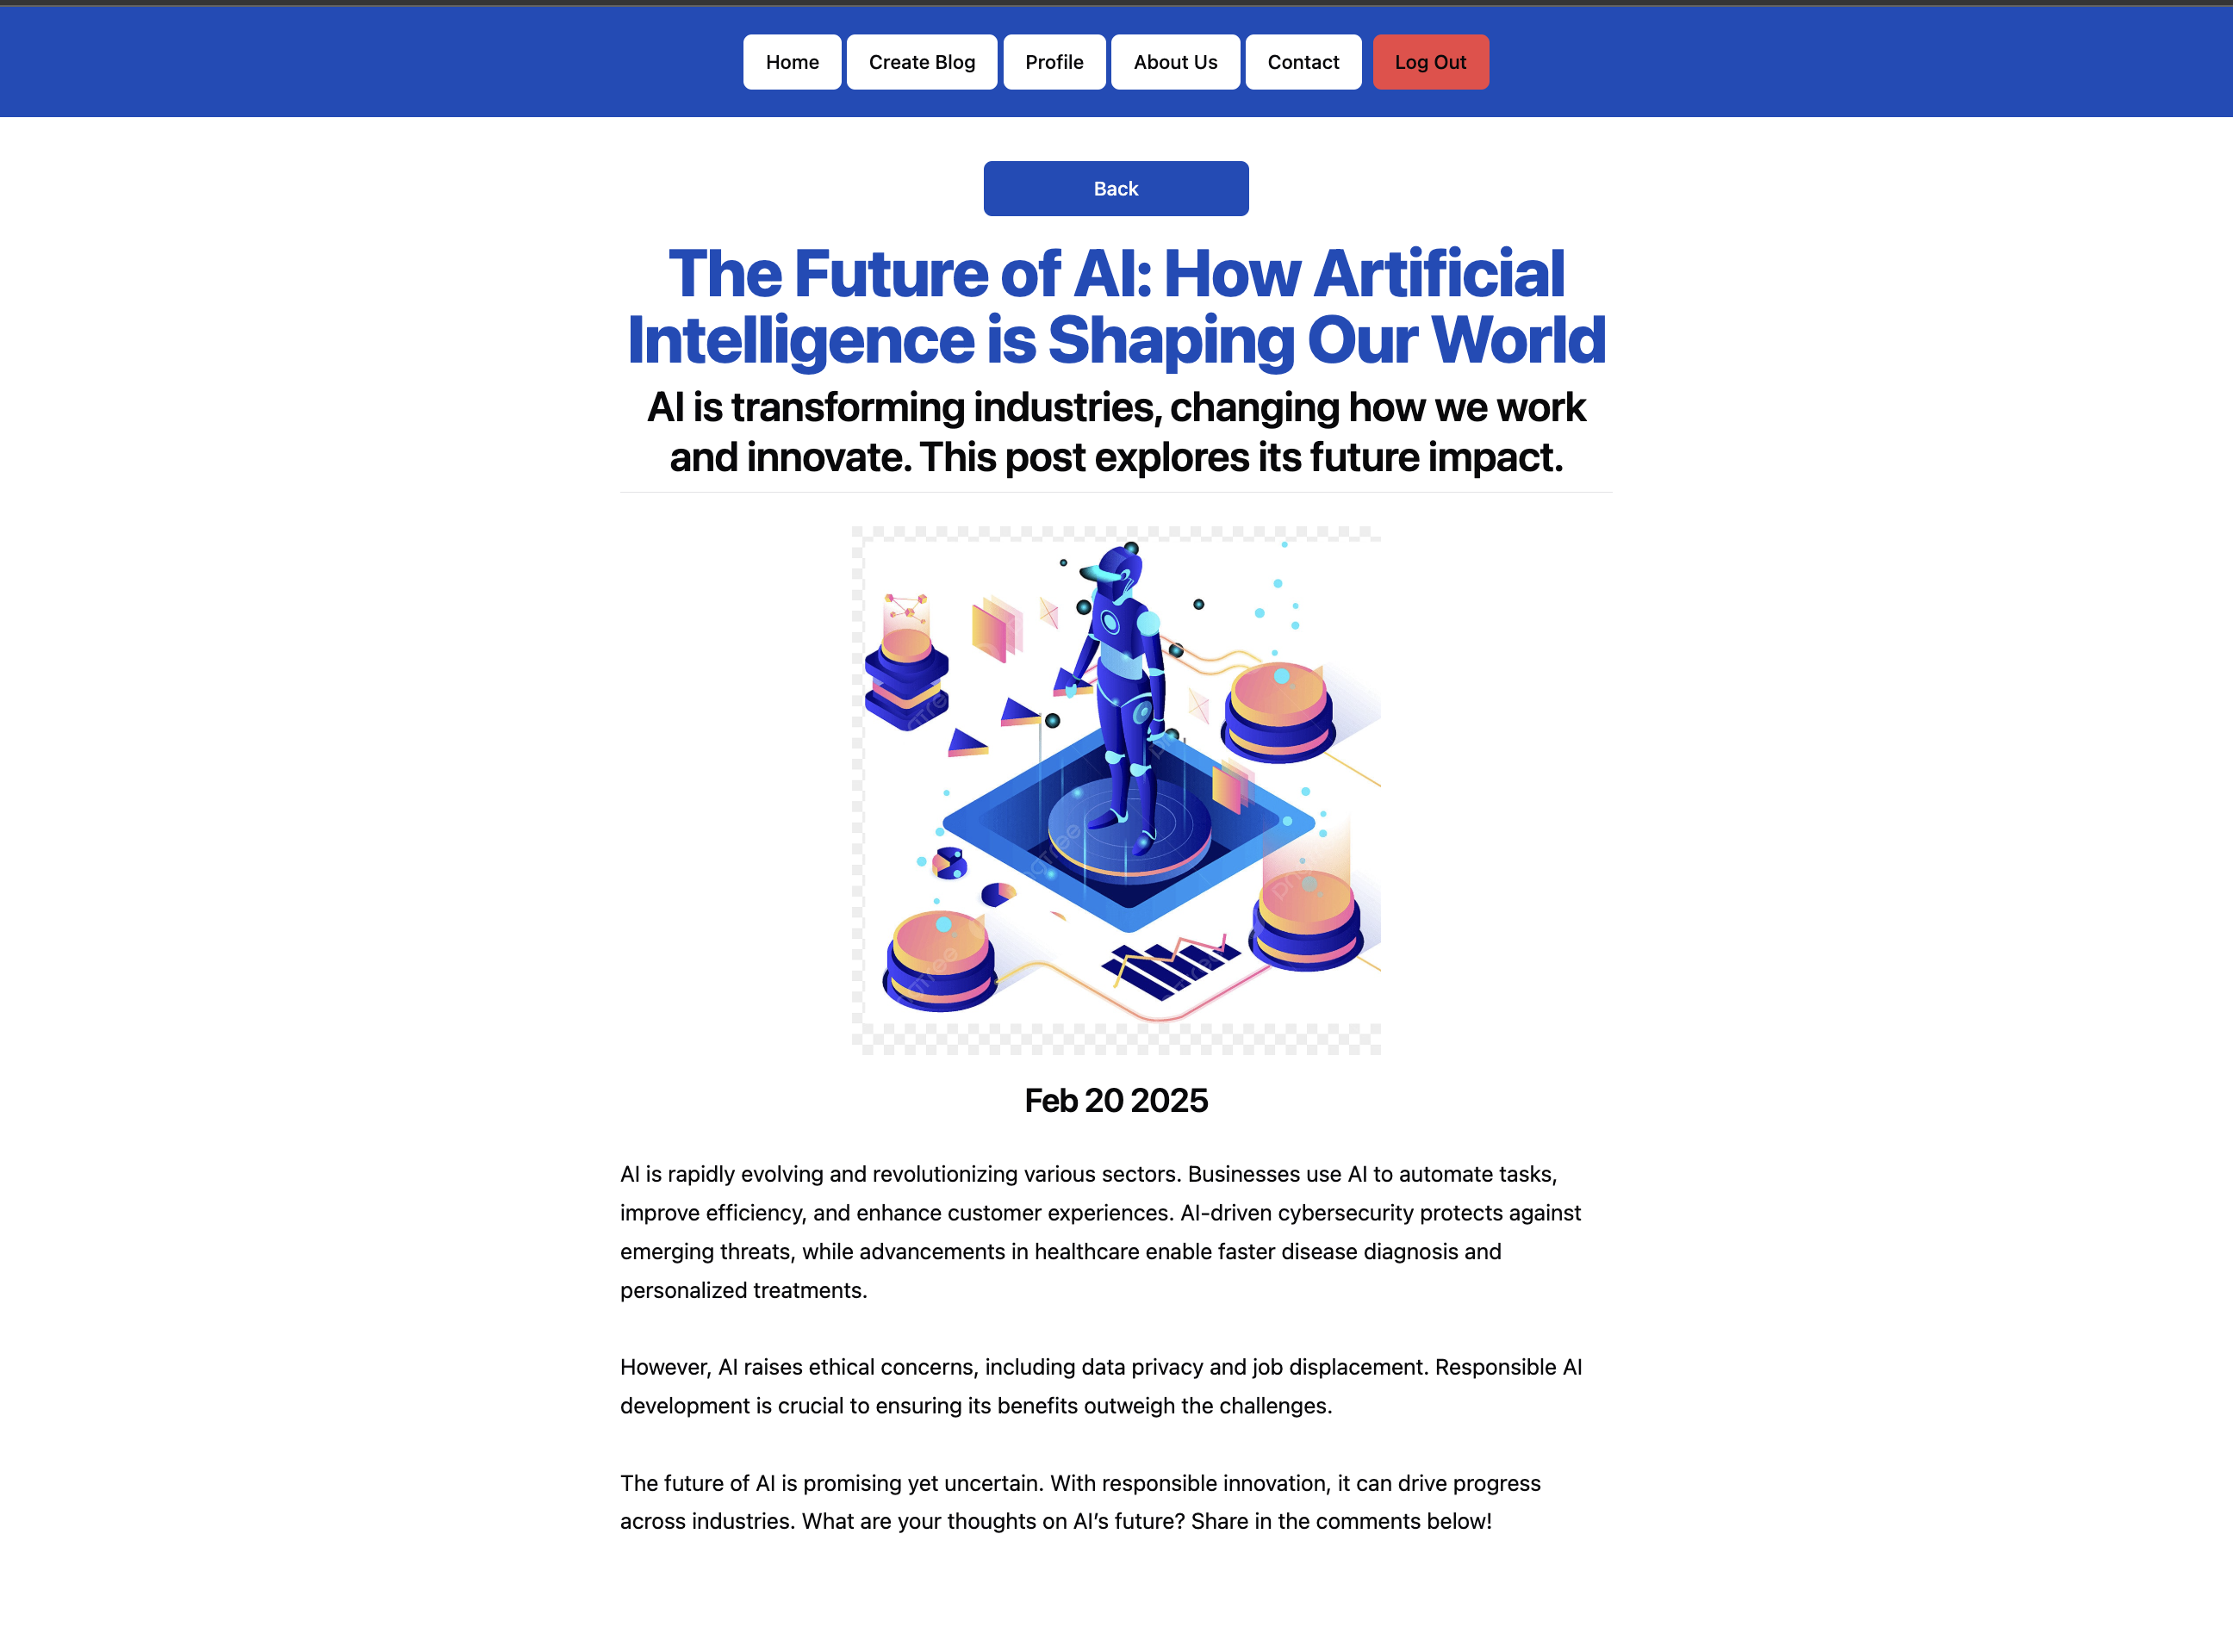 Home Create Blog Profile About Us Contact Log Out
Back
The Future of AI: How Artificial
Intelligence is Shaping Our World
AI is transforming industries, changing how we work
and innovate. This post explores its future impact.
Feb 20 2025
AI is rapidly evolving and revolutionizing various sectors. Businesses use AI to automate tasks,
improve efficiency, and enhance customer experiences. AI-driven cybersecurity protects against
emerging threats, while advancements in healthcare enable faster disease diagnosis and
personalized treatments.
However, AI raises ethical concerns, including data privacy and job displacement. Responsible AI
development is crucial to ensuring its benefits outweigh the challenges.
The future of AI is promising yet uncertain. With responsible innovation, it can drive progress
across industries. What are your thoughts on AI’s future? Share in the comments below!